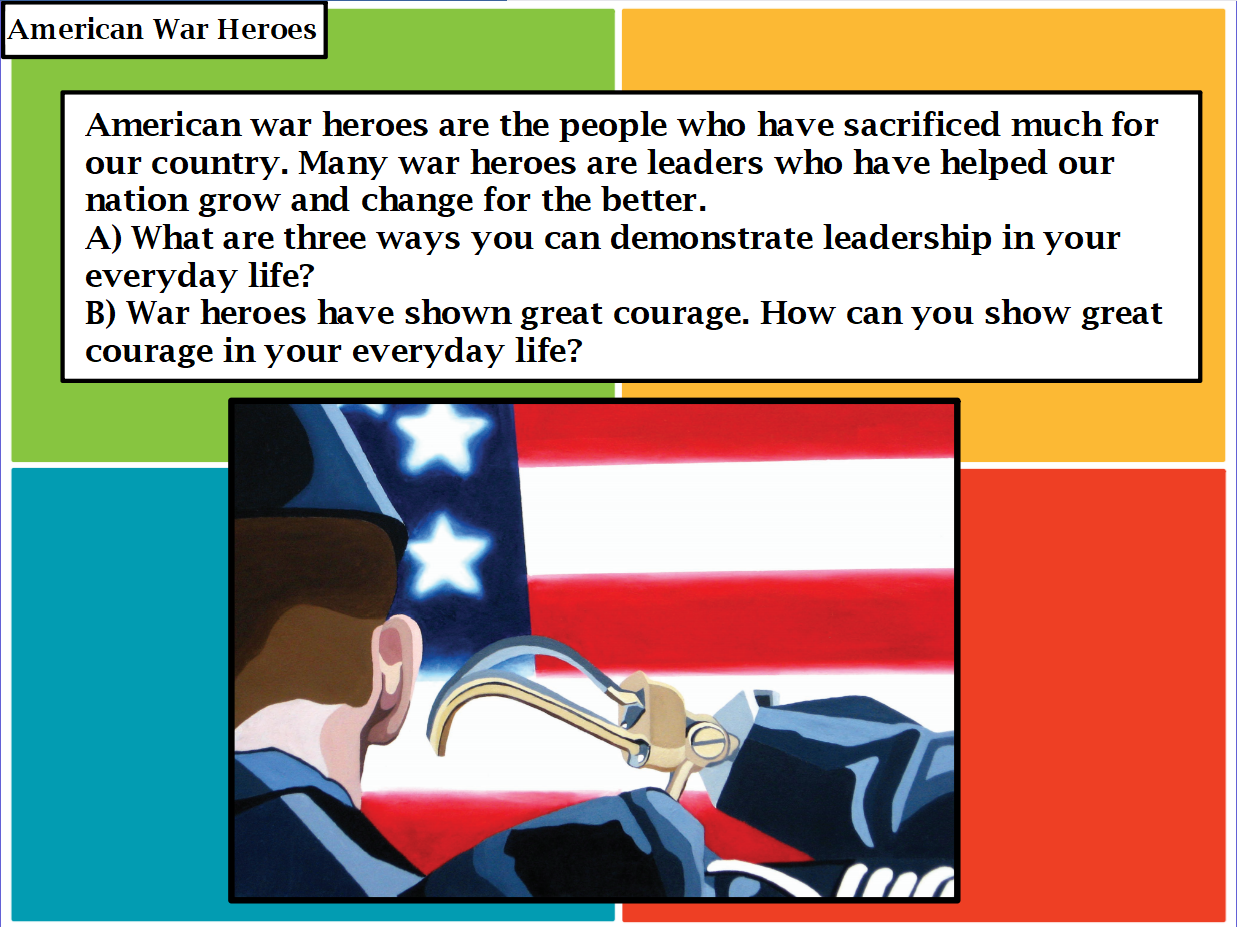 American War Heroes
American war heroes are the people who have sacrificed much for
our country. Many war heroes are leaders who have helped our
nation grow and change for the better.
A) What are three ways you can demonstrate leadership in your
everyday life?
B) War heroes have shown great courage. How can you show great
courage in your everyday life?